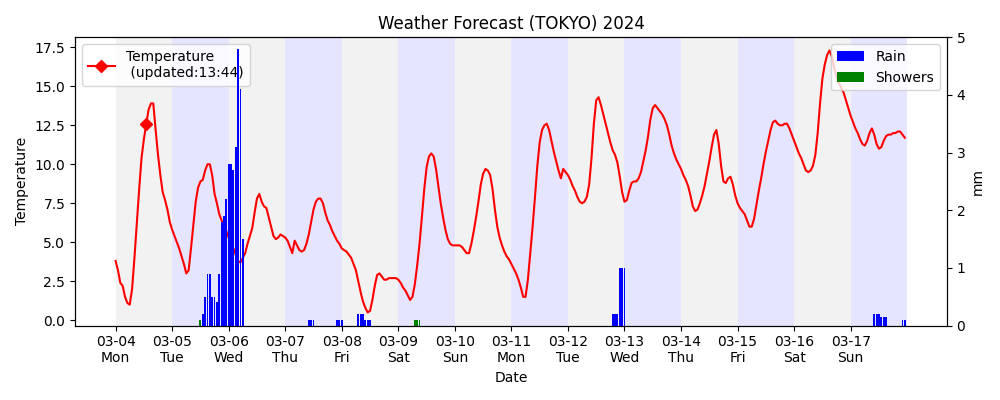 Weather Forecast (TOKYO) 2024
Temperature
(updated:13:44)
Rain
Showers
Temperature
17.5
15.0
12.5
10.0
7.5
5.0
2.5
0.0
5
4
3
2
1
0
mm
03-04 03-05 03-06 03-07 03-08 03-09 03-10 03-11 03-12 03-13 03-14 03-15 03-16 03-17
Mon Tue Wed Thu Fri Sat Sun Mon Tue Wed Thu Fri Sat Sun
Date